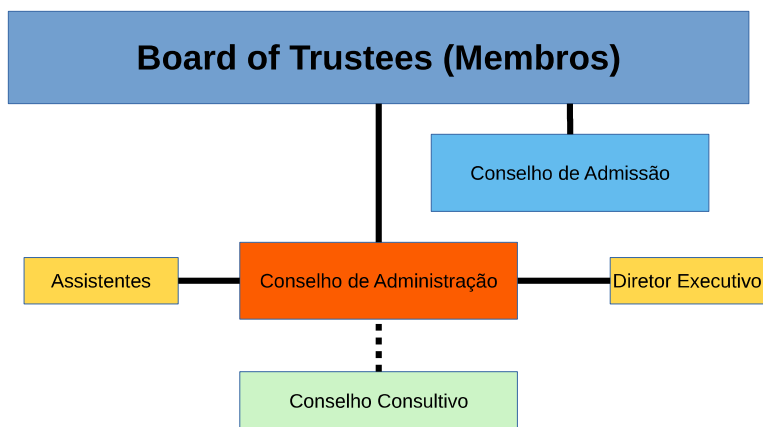 Board of Trustees (Membros)
Conselho de Admissão
Assistentes
Conselho de Administração
Diretor Executivo
Conselho Consultivo